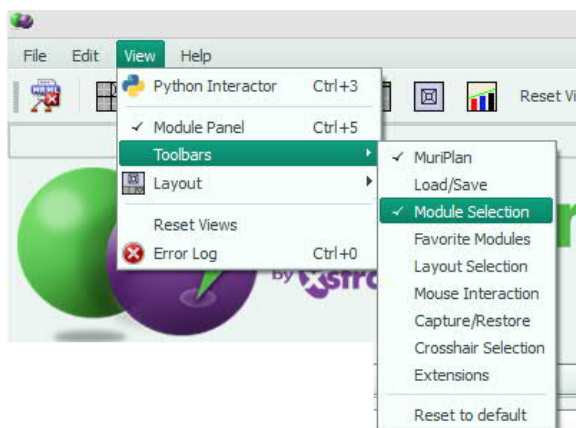 File Edit View Help
Python Interactor Ctrl+3
Reset Vi
✓ Module Panel Ctrl+5
Toolbars
✓ MuriPlan
Layout
Load/Save
✓ Module Selection
Reset Views
Favorite Modules
Error Log Ctrl+0
Layout Selection
by xstr
Mouse Interaction
Capture/Restore
Crosshair Selection
Extensions
Reset to default